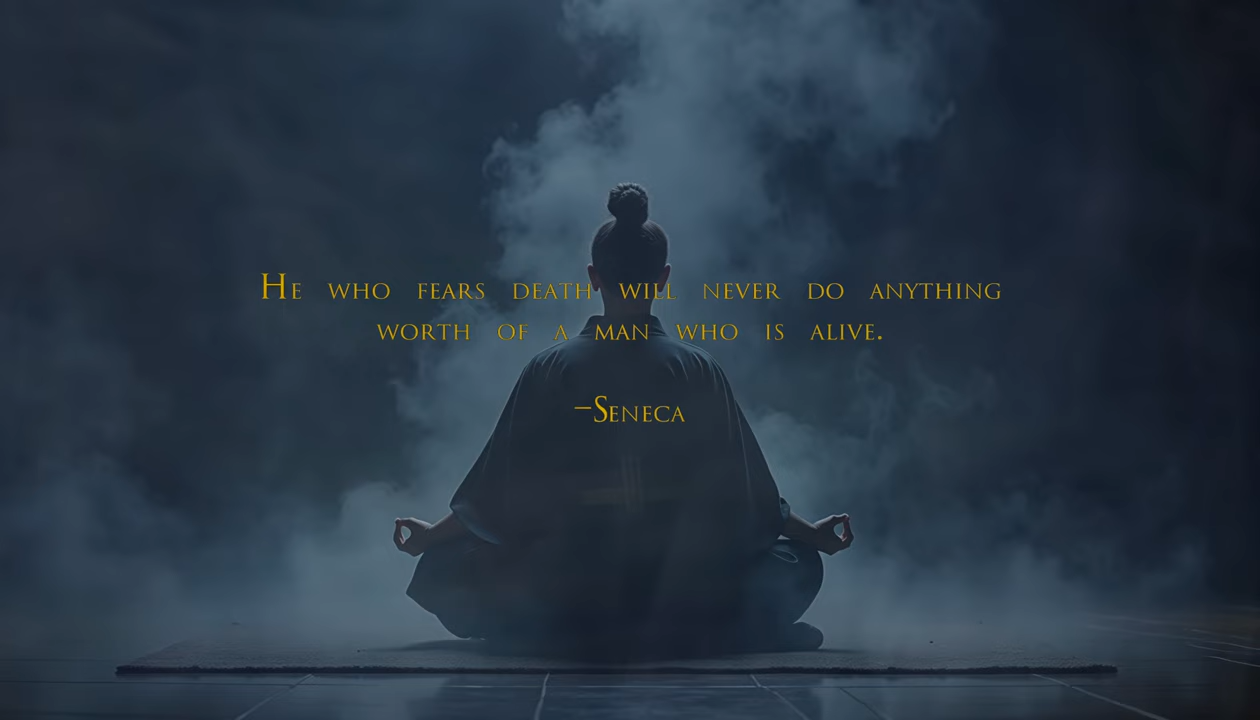 He who fears death will never do anything
worth of a man who is alive.
–Seneca